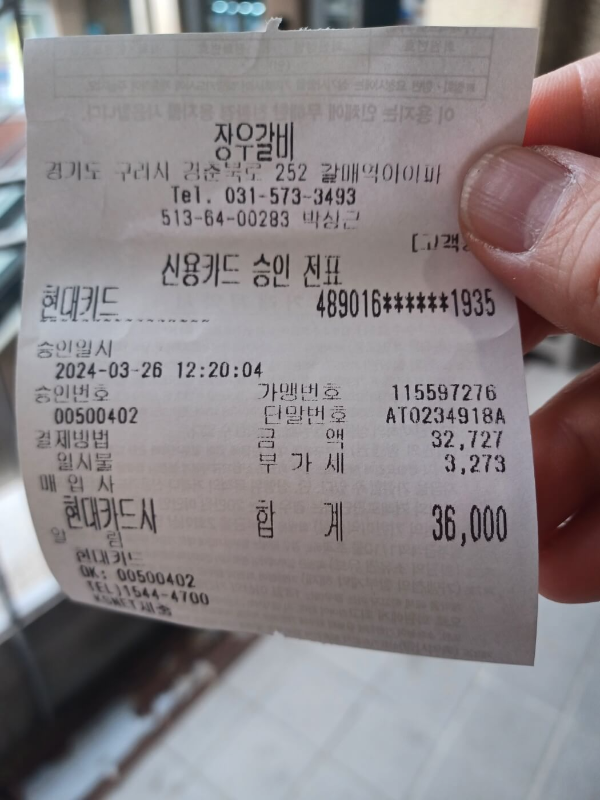 장우갈비
경기도 구리시 경춘북로 252 갈매역아이파
Tel. 031-573-3493
513-64-00283 박상근
[고객
신용카드 승인 전표
현대카드 489016******1935
승인일시
2024-03-26 12:20:04
승인번호 가맹번호 115597276
00500402 단말번호 AT0234918A
결제방법 금 액 32,727
일시불 부 가 세 3,273
매 입 사
현대카드사 합 계 36,000
알 림
현대카드
OK: 00500402
TEL)1544-4700